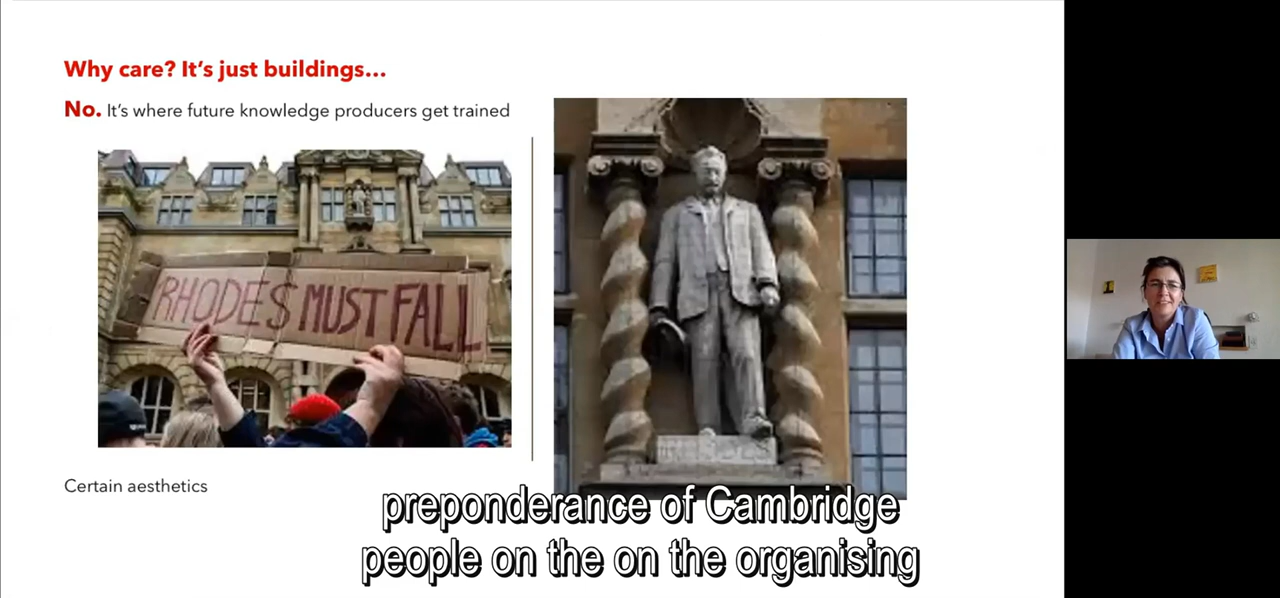 Why care? It's just buildings...
No. It's where future knowledge producers get trained
RHODES MUST FALL
Certain aesthetics
preponderance of Cambridge
people on the on the organising